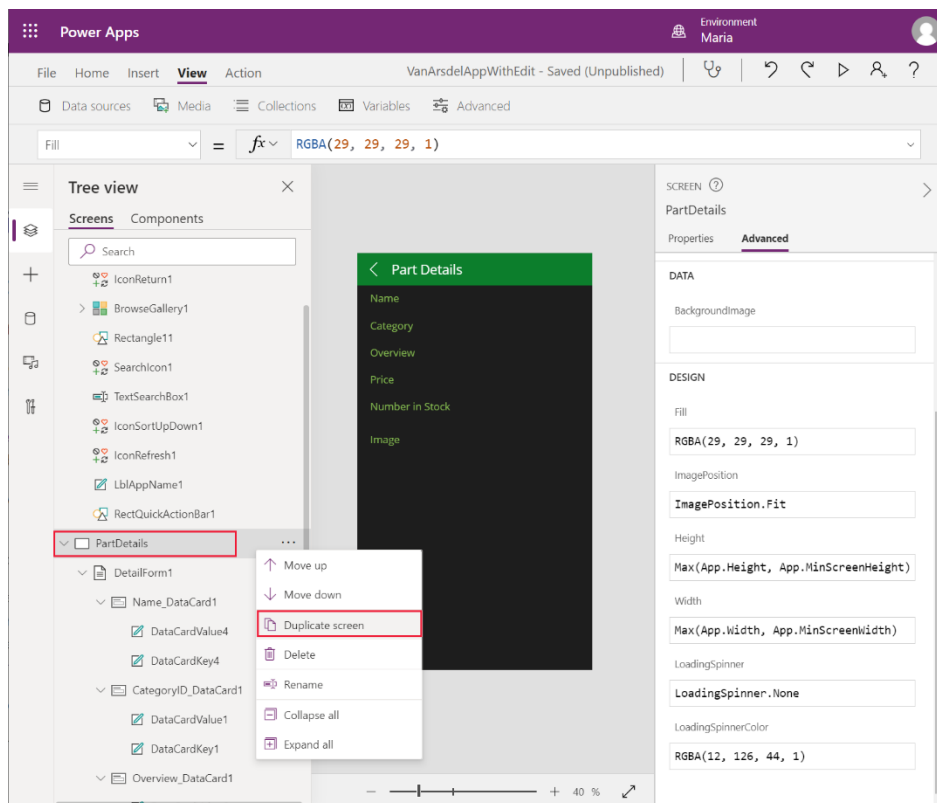 Power Apps
Environment
Maria
File Home Insert View Action
VanArsdelAppWithEdit - Saved (Unpublished)
?
Data sources Media Collections Variables Advanced
Fill = fx RGBA(29, 29, 29, 1)
Tree view
Screens Components
Search
IconReturn1
BrowseGallery1
Rectangle11
SearchIcon1
TextSearchBox1
IconSortUpDown1
IconRefresh1
LblAppName1
RectQuickActionBar1
PartDetails ...
DetailForm1
Name_DataCard1
DataCardValue4
DataCardKey4
CategoryID_DataCard1
DataCardValue1
DataCardKey1
Overview_DataCard1
Move up
Move down
Duplicate screen
Delete
Rename
Collapse all
Expand all
Part Details
Name
Category
Overview
Price
Number in Stock
Image
40 %
SCREEN ?
PartDetails
Properties Advanced
DATA
BackgroundImage
DESIGN
Fill
RGBA(29, 29, 29, 1)
ImagePosition
ImagePosition.Fit
Height
Max(App.Height, App.MinScreenHeight)
Width
Max(App.Width, App.MinScreenWidth)
LoadingSpinner
LoadingSpinner.None
LoadingSpinnerColor
RGBA(12, 126, 44, 1)